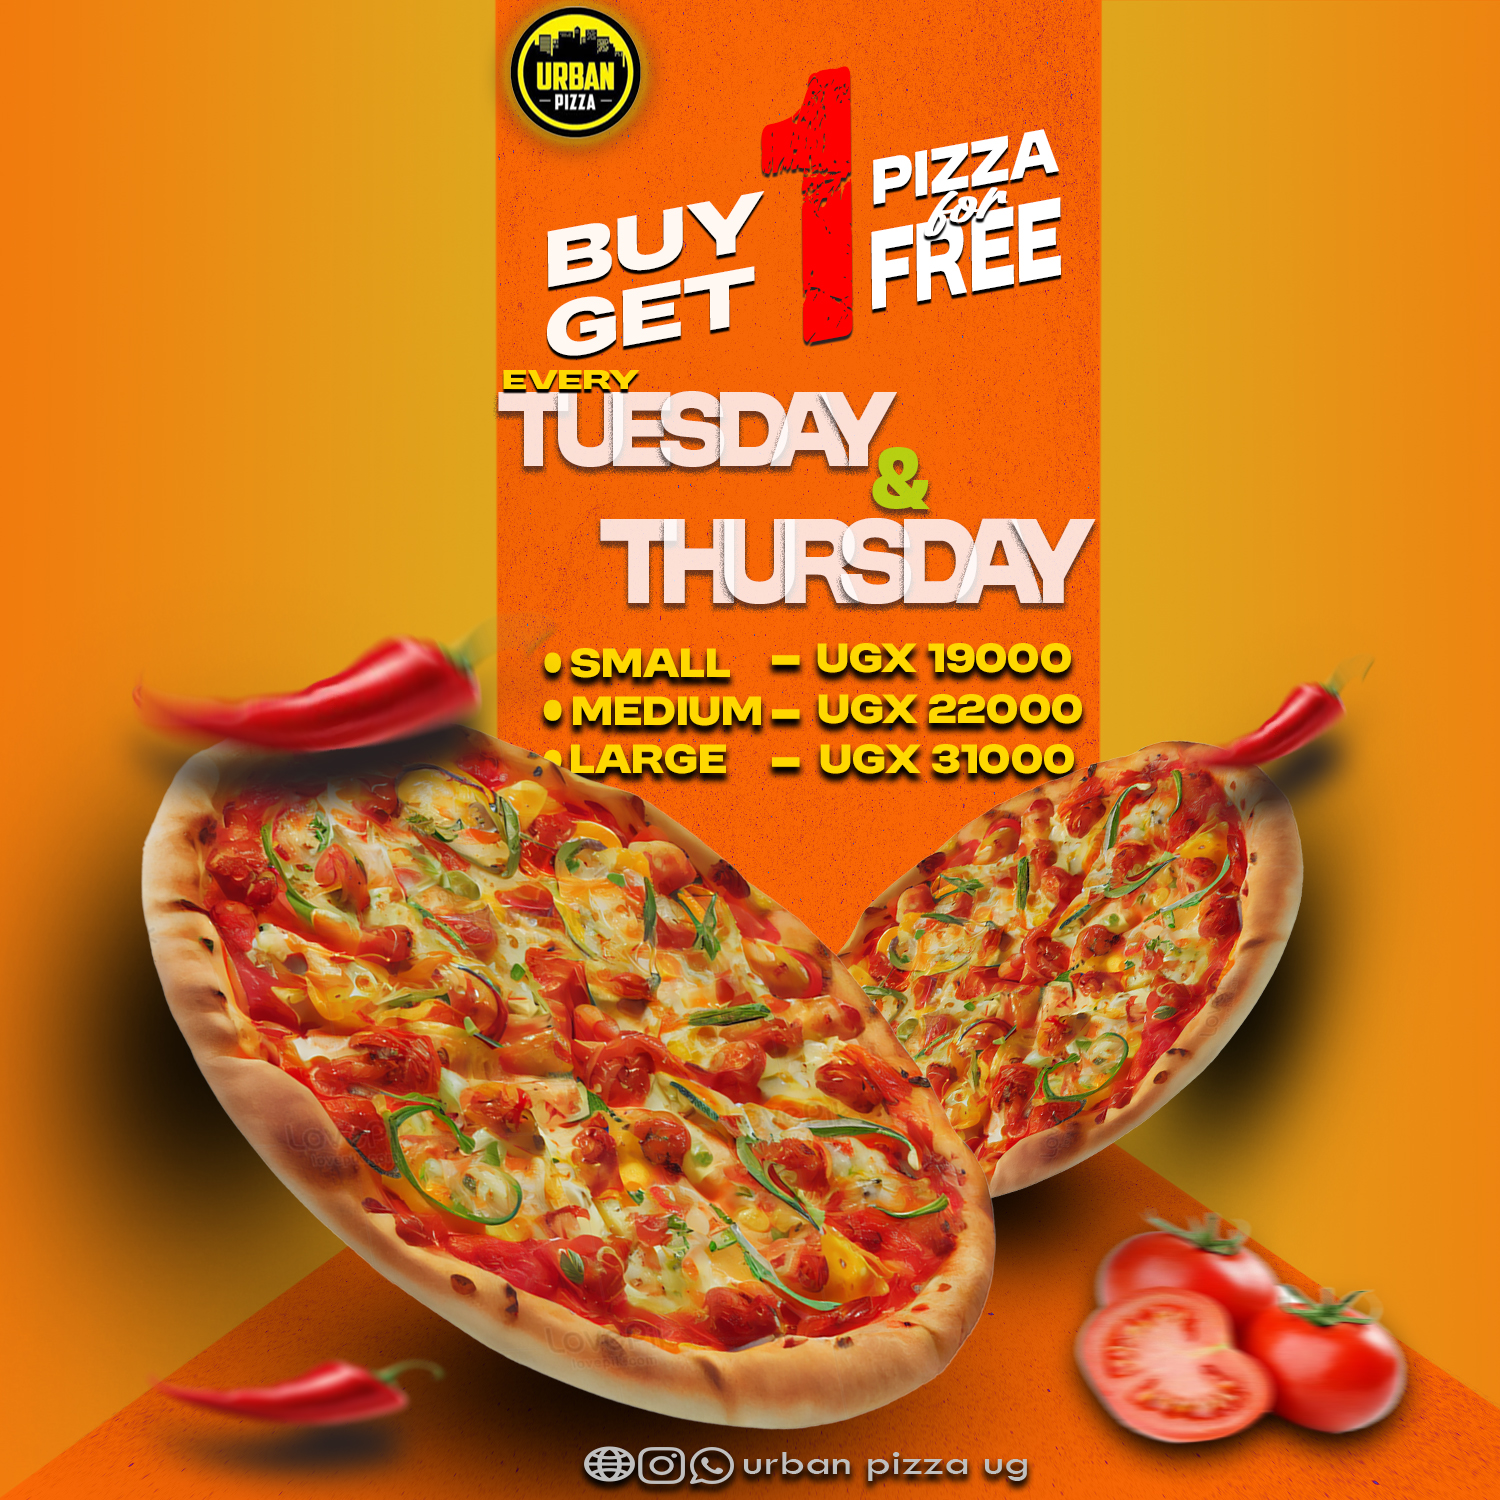 URBAN
PIZZA
BUY
GET
1
PIZZA
for
FREE
EVERY
TUESDAY
&
THURSDAY
• SMALL – UGX 19000
• MEDIUM – UGX 22000
• LARGE – UGX 31000
urban pizza ug